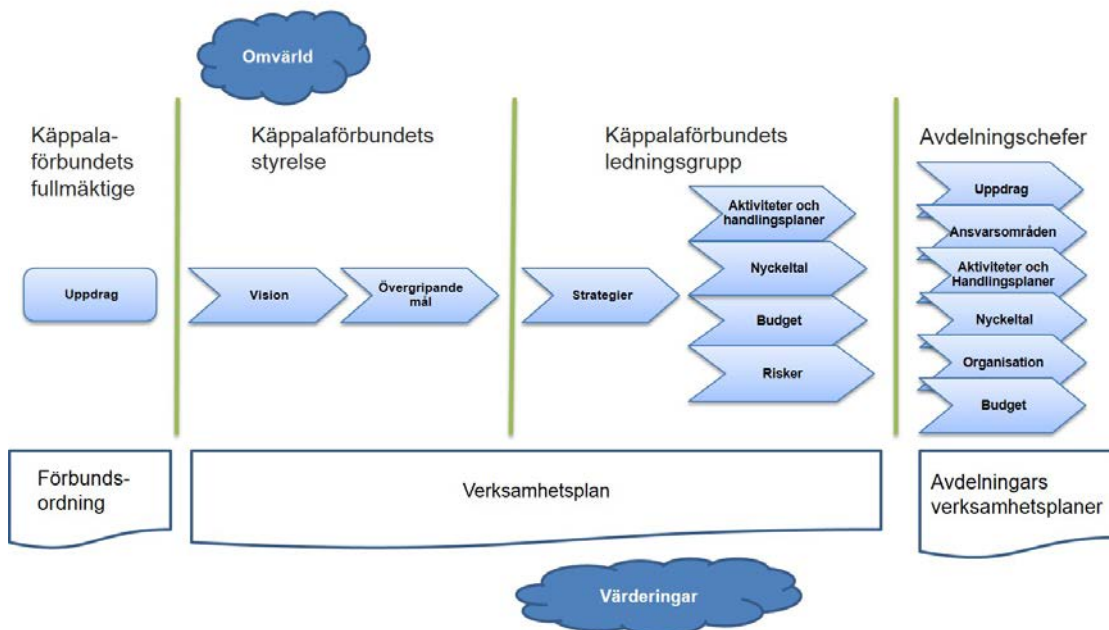 Omvärld
Käppala-
förbundets
fullmäktige
Uppdrag
Käppalaförbundets
styrelse
Vision
Övergripande
mål
Käppalaförbundets
ledningsgrupp
Strategier
Aktiviteter och
handlingsplaner
Nyckeltal
Budget
Risker
Avdelningschefer
Uppdrag
Ansvarsområden
Aktiviteter och
Handlingsplaner
Nyckeltal
Organisation
Budget
Förbunds-
ordning
Verksamhetsplan
Avdelningars
verksamhetsplaner
Värderingar